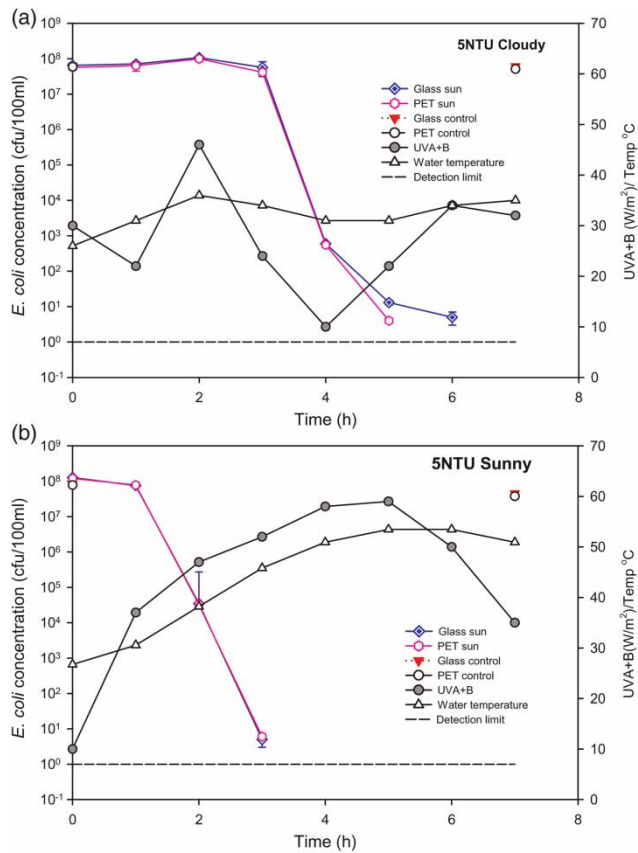 (a)
5NTU Cloudy
10⁹
10⁸
10⁷
10⁶
10⁵
10⁴
10³
10²
10¹
10⁰
10⁻¹
E. coli concentration (cfu/100ml)
Glass sun
PET sun
Glass control
PET control
UVA+B
Water temperature
Detection limit
70
60
50
40
30
20
10
0
UVA+B (W/m²)/ Temp °C
0 2 4 6 8
Time (h)
(b)
5NTU Sunny
10⁹
10⁸
10⁷
10⁶
10⁵
10⁴
10³
10²
10¹
10⁰
10⁻¹
E. coli concentration (cfu/100ml)
Glass sun
PET sun
Glass control
PET control
UVA+B
Water temperature
Detection limit
70
60
50
40
30
20
10
0
UVA+B(W/m²)/Temp °C
0 2 4 6 8
Time (h)